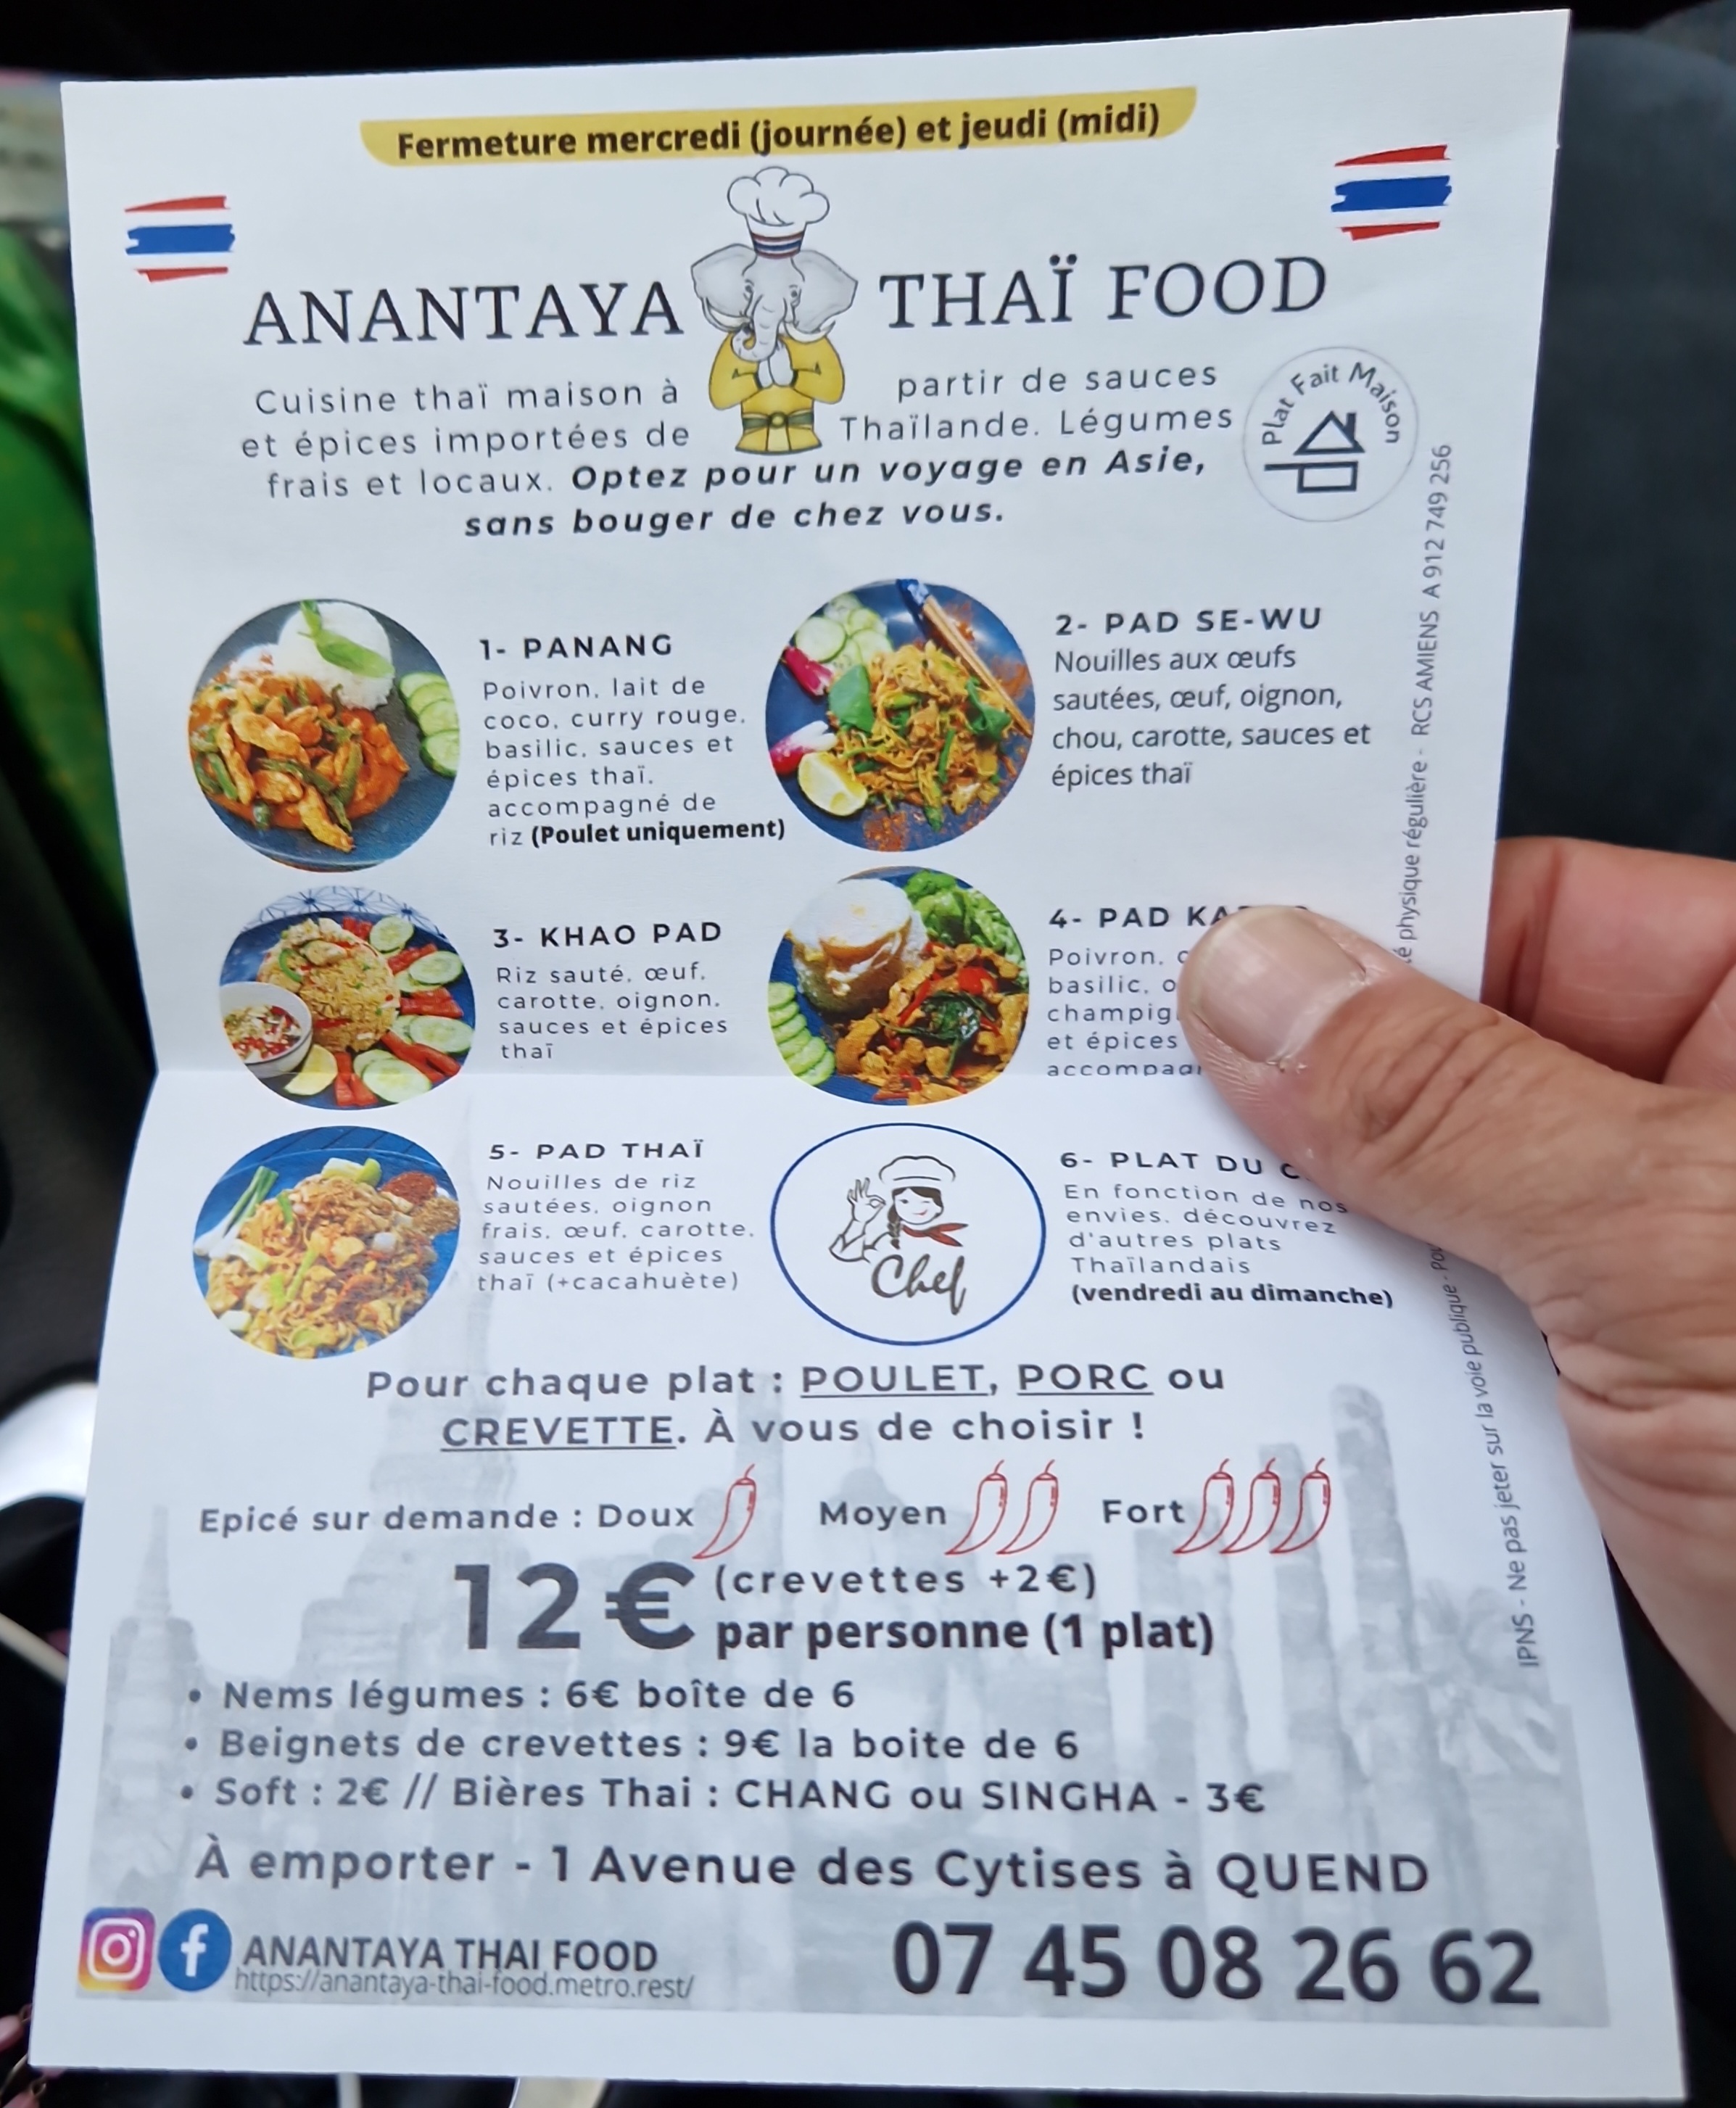 Fermeture mercredi (journée) et jeudi (midi)
ANANTAYA THAÏ FOOD
Cuisine thaï maison à partir de sauces
et épices importées de Thaïlande. Légumes
frais et locaux. Optez pour un voyage en Asie,
sans bouger de chez vous.
Plat Fait Maison
1- PANANG
Poivron, lait de
coco, curry rouge,
basilic, sauces et
épices thaï,
accompagné de
riz (Poulet uniquement)
2- PAD SE-WU
Nouilles aux œufs
sautées, œuf, oignon,
chou, carotte, sauces et
épices thaï
3- KHAO PAD
Riz sauté, œuf,
carotte, oignon,
sauces et épices
thaï
4- PAD
Poivron,
basilic,
et épices
5- PAD THAÏ
Nouilles de riz
sautées, oignon
frais, œuf, carotte,
sauces et épices
thaï (+cacahuète)
Chef
6- PLAT DU
En fonction de nos
envies, découvrez
d'autres plats
Thaïlandais
(vendredi au dimanche)
Pour chaque plat : POULET, PORC ou
CREVETTE. À vous de choisir !
Epicé sur demande : Doux Moyen Fort
12€ (crevettes +2€)
par personne (1 plat)
• Nems légumes : 6€ boîte de 6
• Beignets de crevettes : 9€ la boite de 6
• Soft : 2€ // Bières Thai : CHANG ou SINGHA - 3€
À emporter - 1 Avenue des Cytises à QUEND
ANANTAYA THAI FOOD
https://anantaya-thai-food.metro.rest/
07 45 08 26 62
IPNS - Ne pas jeter sur la voie publique - physique régulière - RCS AMIENS A 912 749 256